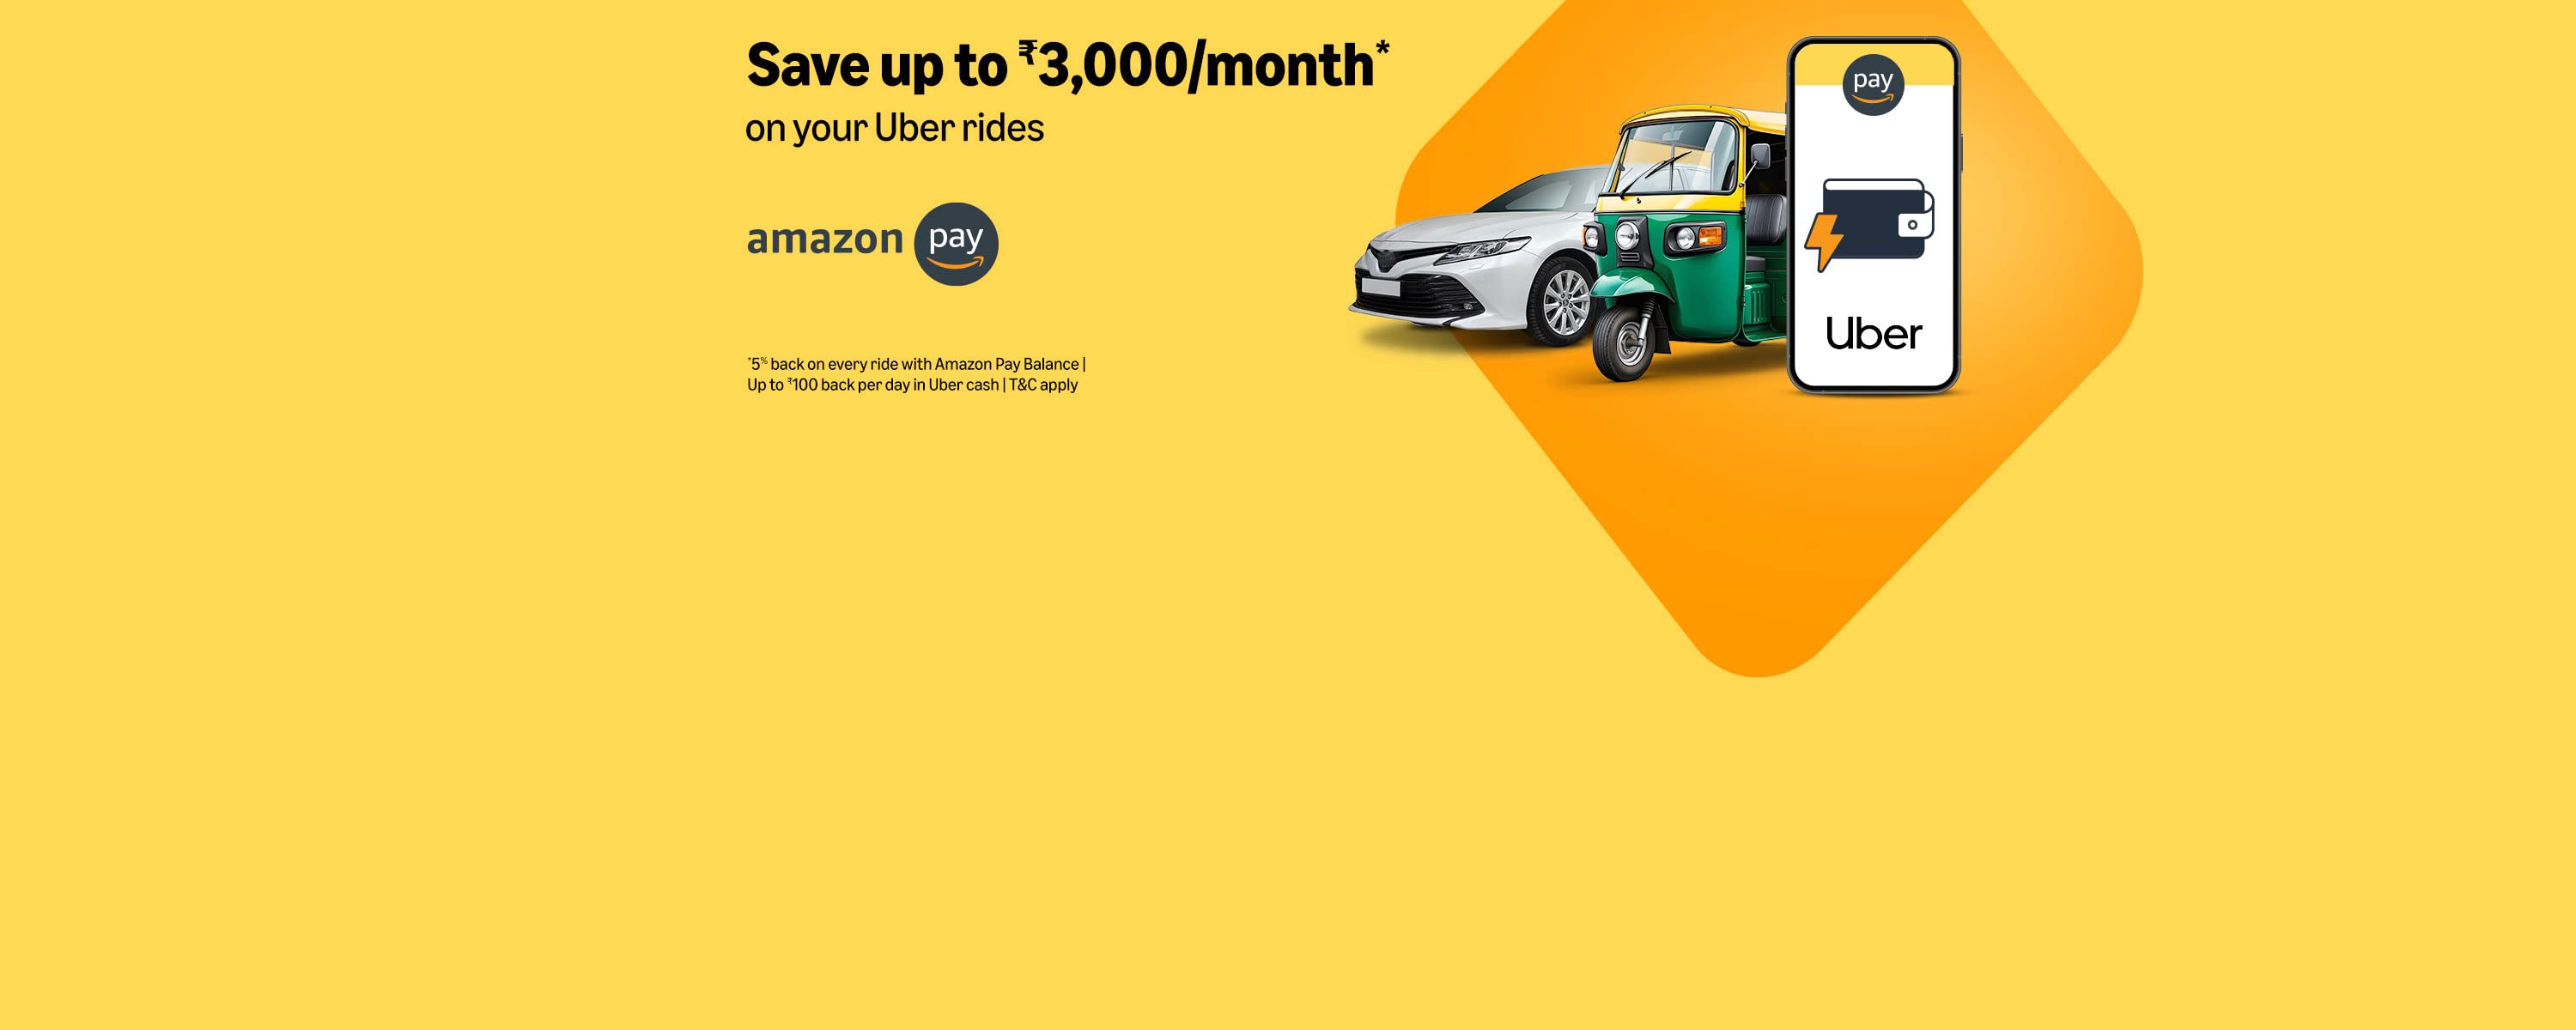 Save up to ₹3,000/month*
on your Uber rides
amazon pay
*5% back on every ride with Amazon Pay Balance |
Up to ₹100 back per day in Uber cash | T&C apply
pay
Uber